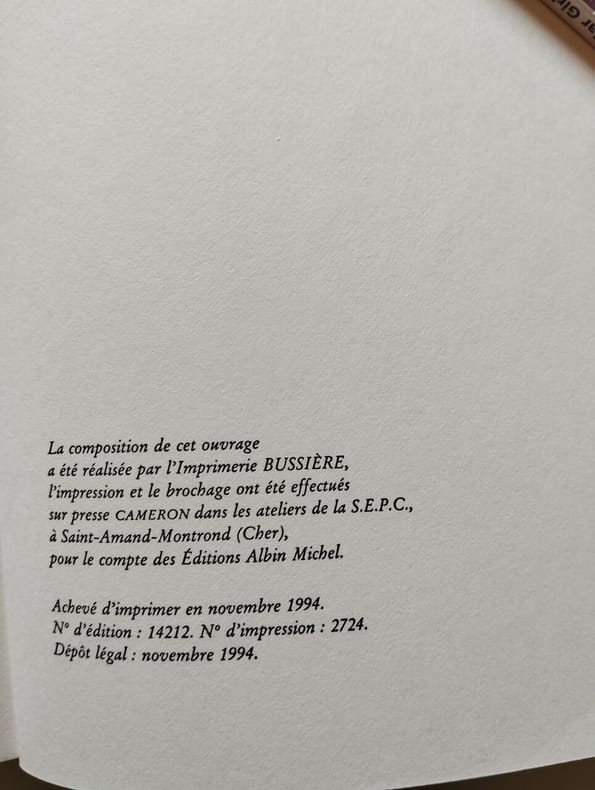 La composition de cet ouvrage
a été réalisée par l'Imprimerie BUSSIÈRE,
l'impression et le brochage ont été effectués
sur presse CAMERON dans les ateliers de la S.E.P.C.,
à Saint-Amand-Montrond (Cher),
pour le compte des Éditions Albin Michel.
Achevé d'imprimer en novembre 1994.
N° d'édition : 14212. N° d'impression : 2724.
Dépôt légal : novembre 1994.